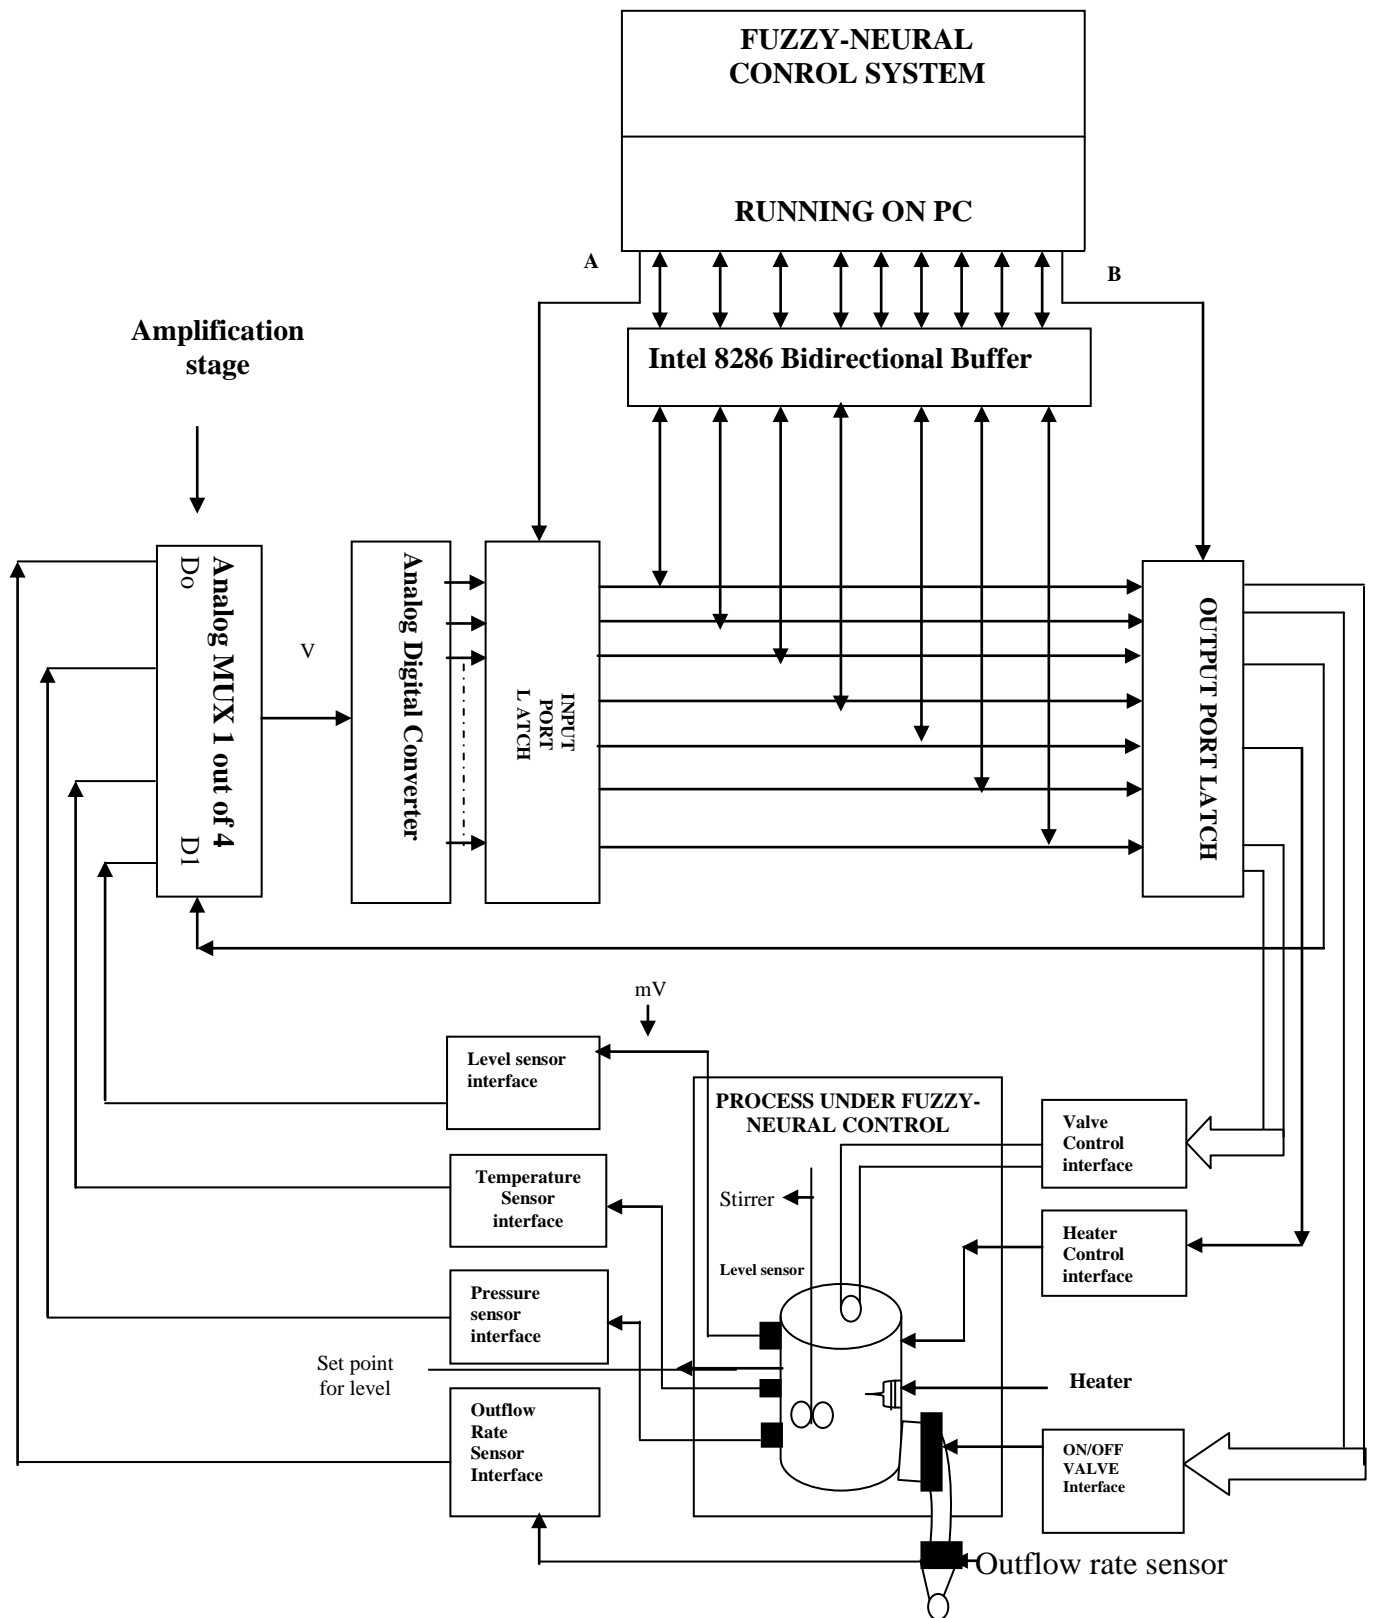 FUZZY-NEURAL
CONROL SYSTEM
RUNNING ON PC
A
B
Amplification
stage
Intel 8286 Bidirectional Buffer
Do
D1
Analog MUX 1 out of 4
V
Analog Digital Converter
INPUT
PORT
L ATCH
OUTPUT PORT LATCH
mV
Level sensor
interface
PROCESS UNDER FUZZY-
NEURAL CONTROL
Valve
Control
interface
Temperature
Sensor
interface
Stirrer
Heater
Control
interface
Level sensor
Pressure
sensor
interface
Set point
for level
Heater
Outflow
Rate
Sensor
Interface
ON/OFF
VALVE
Interface
Outflow rate sensor